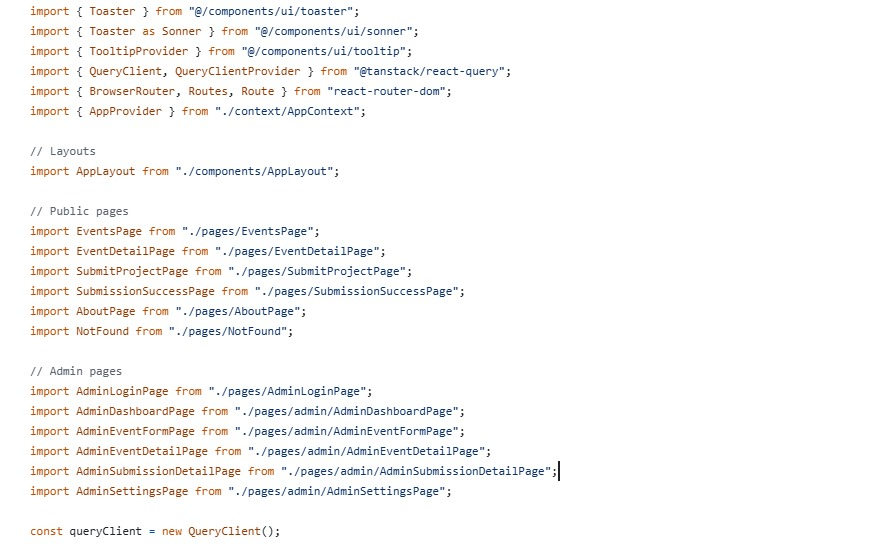 import { Toaster } from "@/components/ui/toaster";
import { Toaster as Sonner } from "@/components/ui/sonner";
import { TooltipProvider } from "@/components/ui/tooltip";
import { QueryClient, QueryClientProvider } from "@tanstack/react-query";
import { BrowserRouter, Routes, Route } from "react-router-dom";
import { AppProvider } from "./context/AppContext";

// Layouts
import AppLayout from "./components/AppLayout";

// Public pages
import EventsPage from "./pages/EventsPage";
import EventDetailPage from "./pages/EventDetailPage";
import SubmitProjectPage from "./pages/SubmitProjectPage";
import SubmissionSuccessPage from "./pages/SubmissionSuccessPage";
import AboutPage from "./pages/AboutPage";
import NotFound from "./pages/NotFound";

// Admin pages
import AdminLoginPage from "./pages/AdminLoginPage";
import AdminDashboardPage from "./pages/admin/AdminDashboardPage";
import AdminEventFormPage from "./pages/admin/AdminEventFormPage";
import AdminEventDetailPage from "./pages/admin/AdminEventDetailPage";
import AdminSubmissionDetailPage from "./pages/admin/AdminSubmissionDetailPage";
import AdminSettingsPage from "./pages/admin/AdminSettingsPage";

const queryClient = new QueryClient();